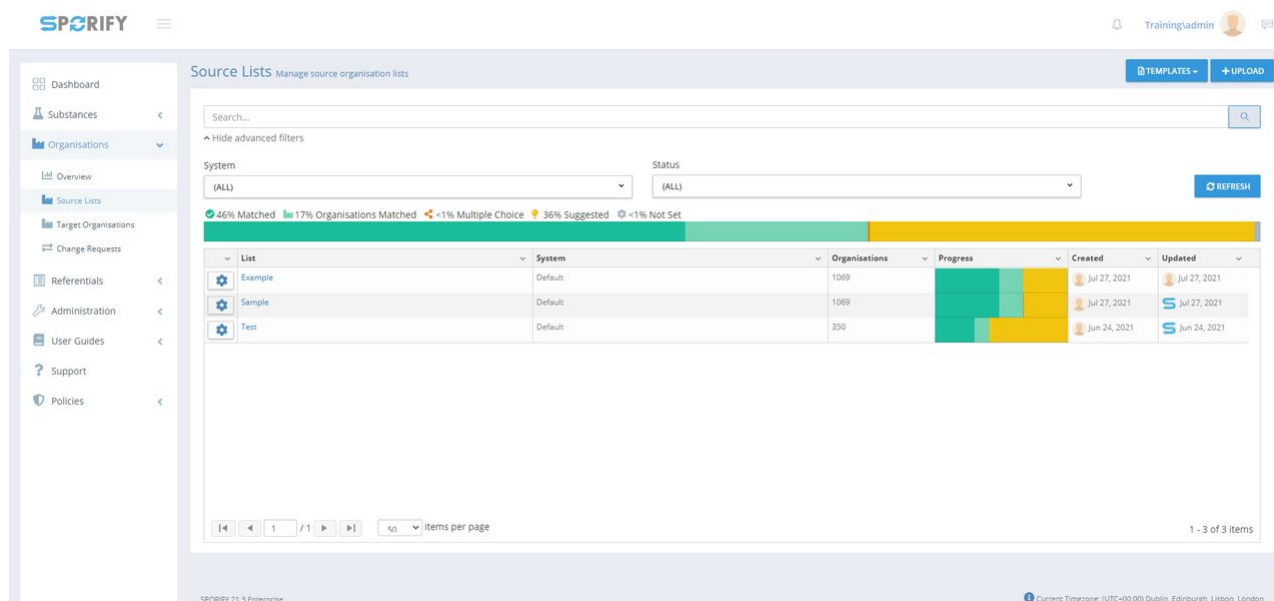 SPORIFY
Training\admin
Dashboard
Substances
Organisations
Overview
Source Lists
Target Organisations
Change Requests
Referentials
Administration
User Guides
Support
Policies
Source Lists Manage source organisation lists
TEMPLATES
+ UPLOAD
Search...
Hide advanced filters
System
Status
(ALL)
(ALL)
REFRESH
46% Matched 17% Organisations Matched <1% Multiple Choice 36% Suggested <1% Not Set
List System Organisations Progress Created Updated
Example Default 1069 Jul 27, 2021 Jul 27, 2021
Sample Default 1069 Jul 27, 2021 Jul 27, 2021
Test Default 350 Jun 24, 2021 Jun 24, 2021
1 / 1 50 items per page
1 - 3 of 3 items
SPORIFY 21.3 Enterprise
Current Timezone: (UTC+00:00) Dublin, Edinburgh, Lisbon, London